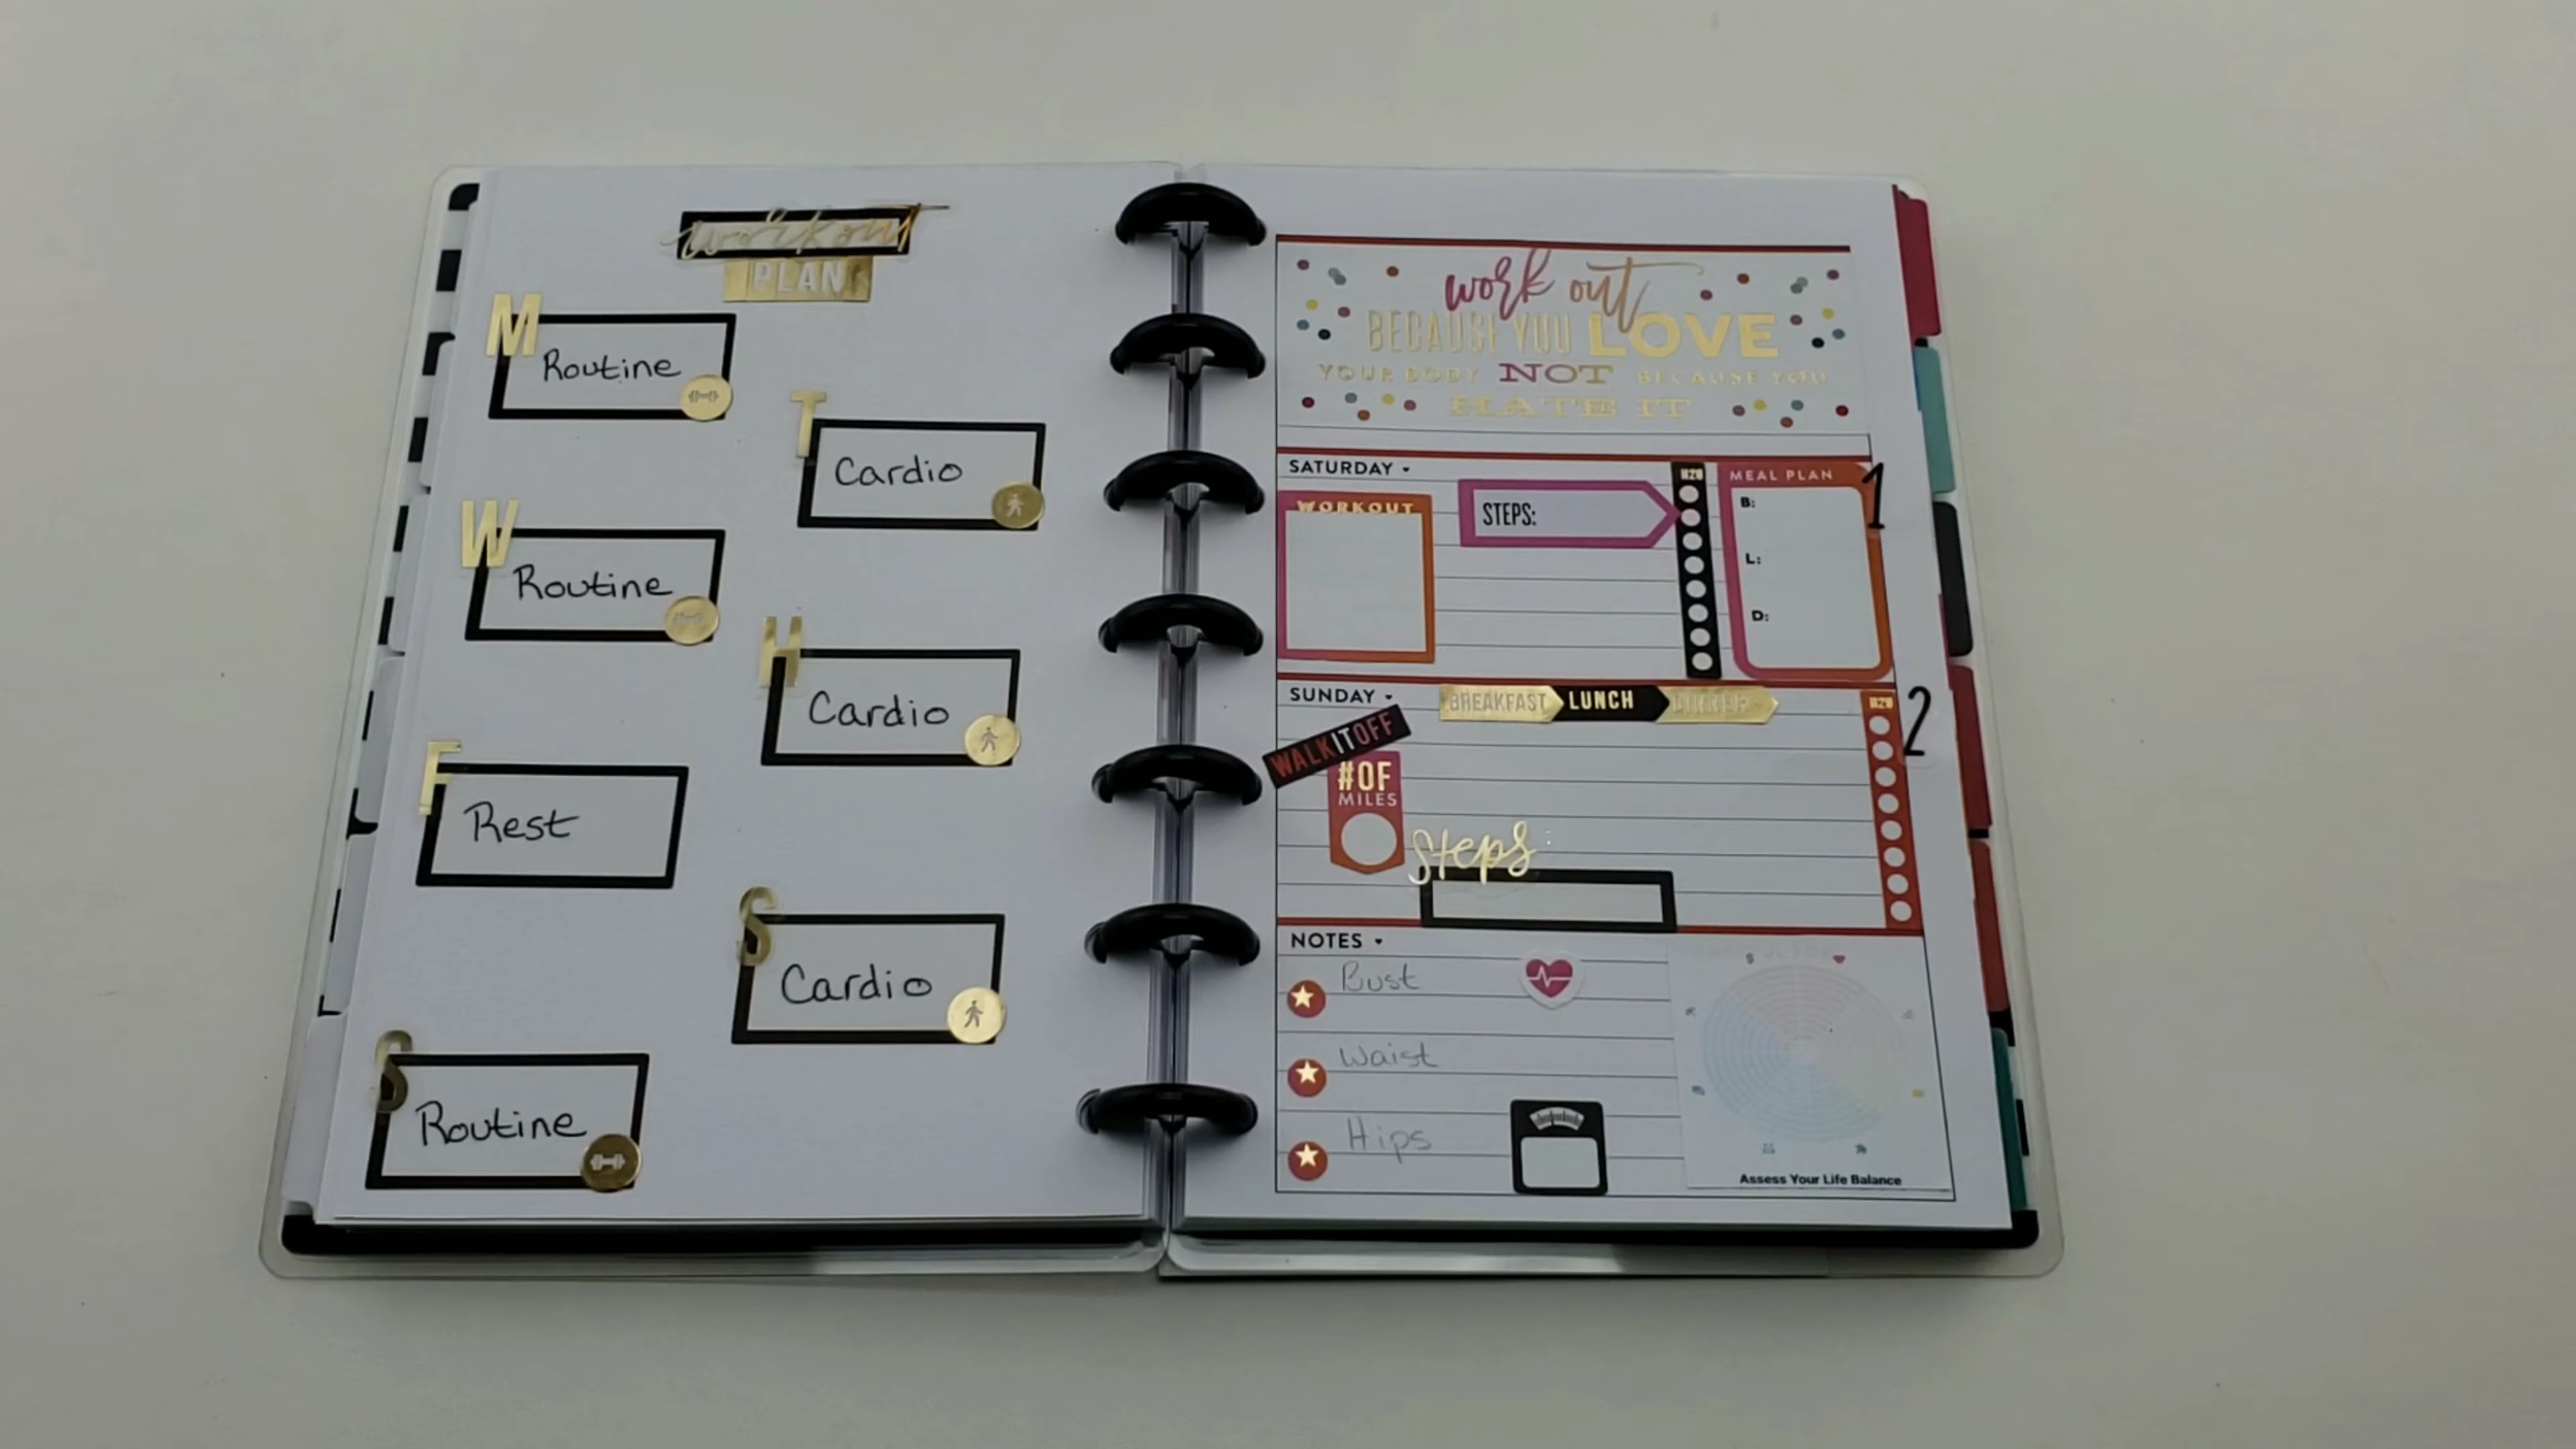 workout
PLAN
M
Routine
T
Cardio
W
Routine
H
Cardio
F
Rest
S
Cardio
S
Routine
work out
BECAUSE YOU LOVE
YOUR BODY NOT BECAUSE YOU
HATE IT
SATURDAY
1
WORKOUT
STEPS:
H2O
MEAL PLAN
B:
L:
D:
SUNDAY
2
BREAKFAST LUNCH DINNER
H2O
WALK IT OFF
#OF
MILES
Steps:
NOTES
Bust
Waist
Hips
Assess Your Life Balance